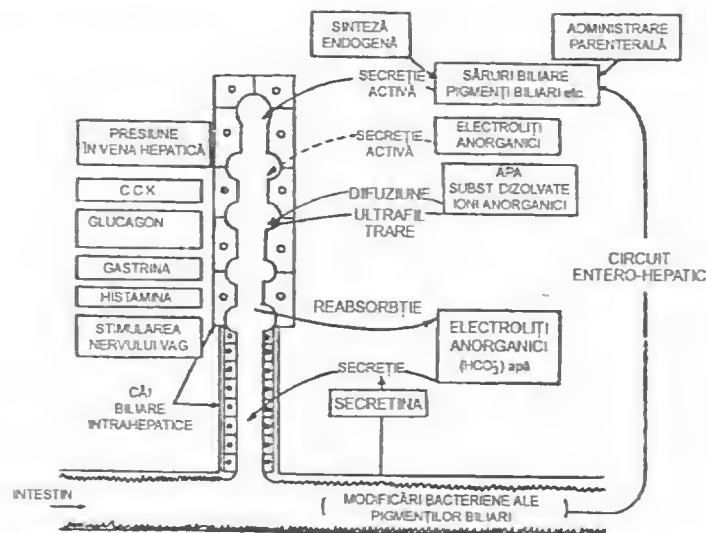 SINTEZĂ
ENDOGENĂ
ADMINISTRARE
PARENTERALĂ
SECREȚIE
ACTIVĂ
SĂRURI BILIARE
PIGMENȚI BILIARI etc.
PRESIUNE
ÎN VENA HEPATICĂ
SECREȚIE
ACTIVĂ
ELECTROLIȚI
ANORGANICI
CCK
DIFUZIUNE
ULTRAFIL
TRARE
APA
SUBST DIZOLVATE
IONI ANORGANICI
GLUCAGON
GASTRINA
HISTAMINA
STIMULAREA
NERVULUI VAG
CIRCUIT
ENTERO-HEPATIC
REABSORBȚIE
ELECTROLIȚI
ANORGANICI
(HCO₃⁻) apă
SECREȚIE
SECRETINA
CĂI
BILIARE
INTRAHEPATICE
INTESTIN
MODIFICĂRI BACTERIENE ALE
PIGMENȚILOR BILIARI